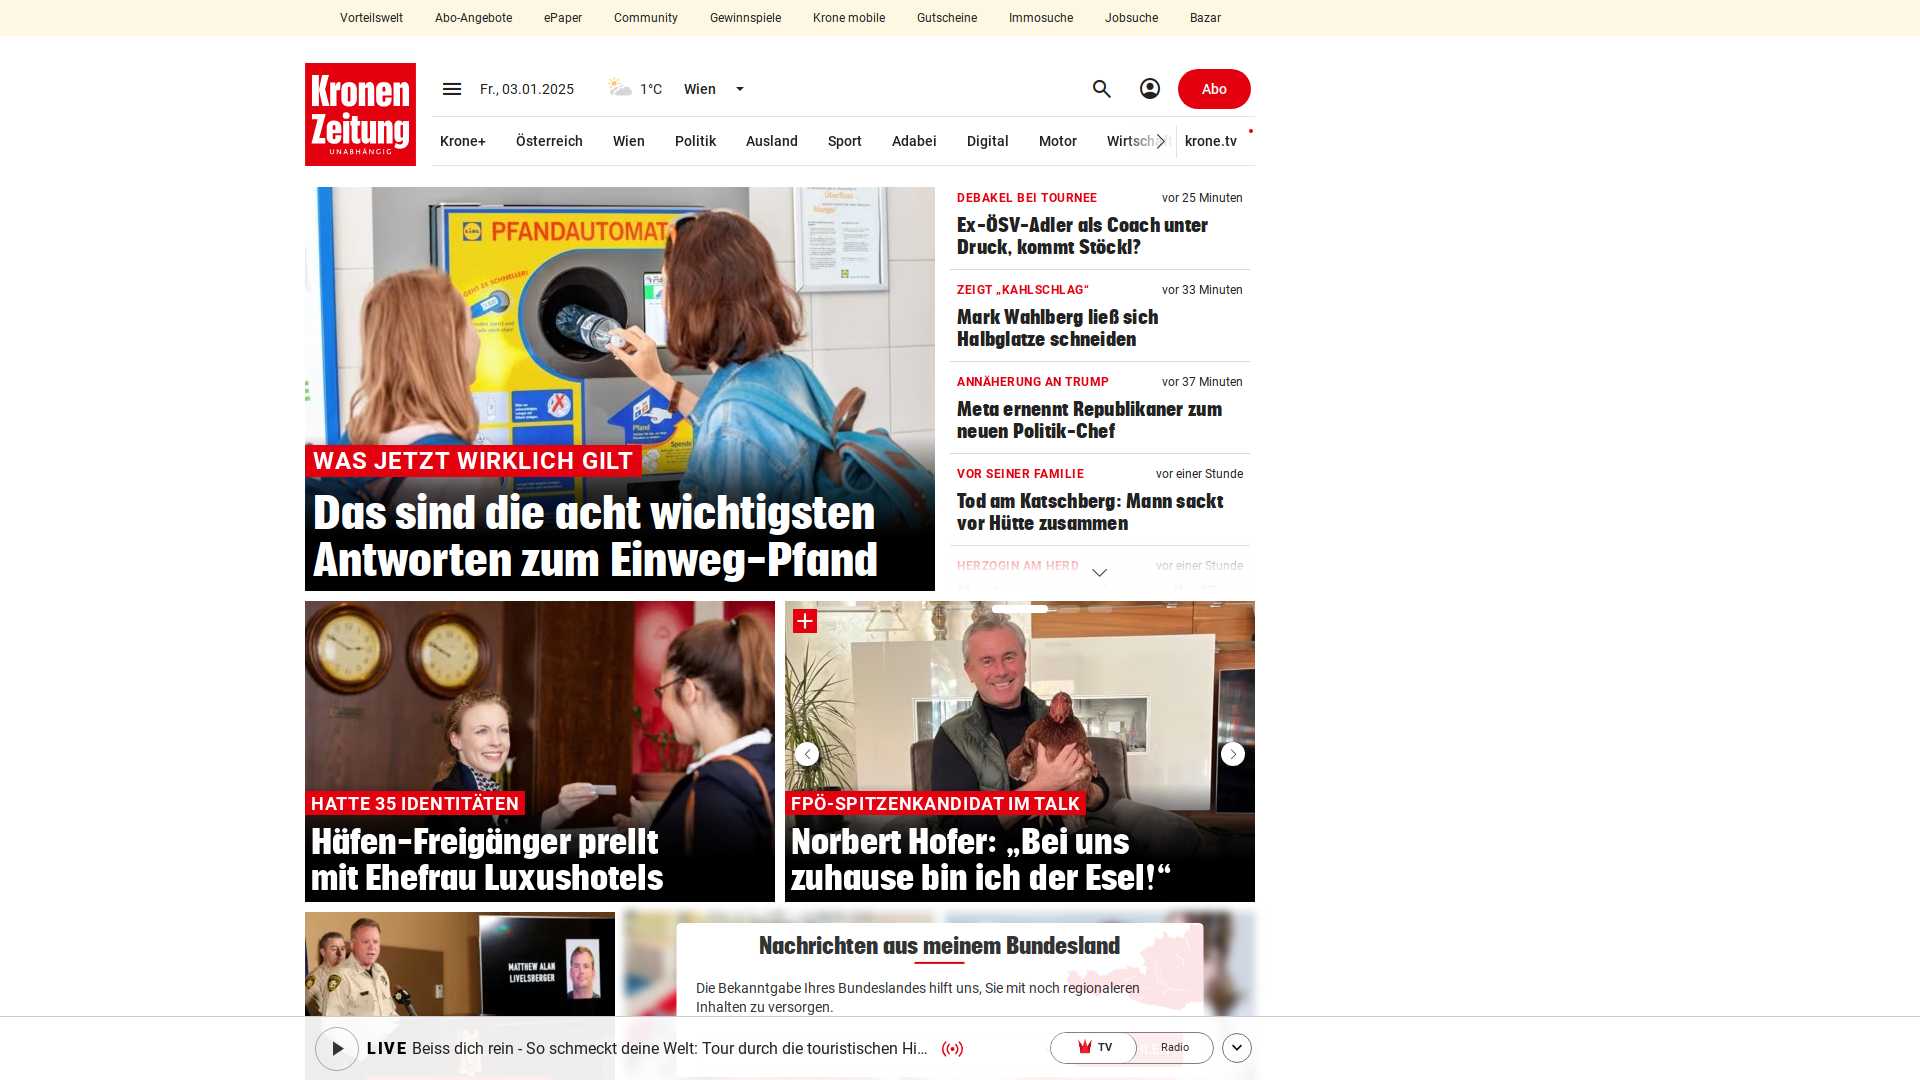 Vorteilswelt Abo-Angebote ePaper Community Gewinnspiele Krone mobile Gutscheine Immosuche Jobsuche Bazar
Kronen
Zeitung
UNABHÄNGIG
Fr., 03.01.2025 1°C Wien Abo
Krone+ Österreich Wien Politik Ausland Sport Adabei Digital Motor Wirtschaft krone.tv
PFANDAUTOMAT
WAS JETZT WIRKLICH GILT
Das sind die acht wichtigsten
Antworten zum Einweg-Pfand
DEBAKEL BEI TOURNEE vor 25 Minuten
Ex-ÖSV-Adler als Coach unter
Druck, kommt Stöckl?
ZEIGT „KAHLSCHLAG“ vor 33 Minuten
Mark Wahlberg ließ sich
Halbglatze schneiden
ANNÄHERUNG AN TRUMP vor 37 Minuten
Meta ernennt Republikaner zum
neuen Politik-Chef
VOR SEINER FAMILIE vor einer Stunde
Tod am Katschberg: Mann sackt
vor Hütte zusammen
HERZOGIN AM HERD vor einer Stunde
HATTE 35 IDENTITÄTEN
Häfen-Freigänger prellt
mit Ehefrau Luxushotels
FPÖ-SPITZENKANDIDAT IM TALK
Norbert Hofer: „Bei uns
zuhause bin ich der Esel!“
MATTHEW ALAN
LIVELSBERGER
Nachrichten aus meinem Bundesland
Die Bekanntgabe Ihres Bundeslandes hilft uns, Sie mit noch regionaleren
Inhalten zu versorgen.
LIVE Beiss dich rein - So schmeckt deine Welt: Tour durch die touristischen Hi... TV Radio